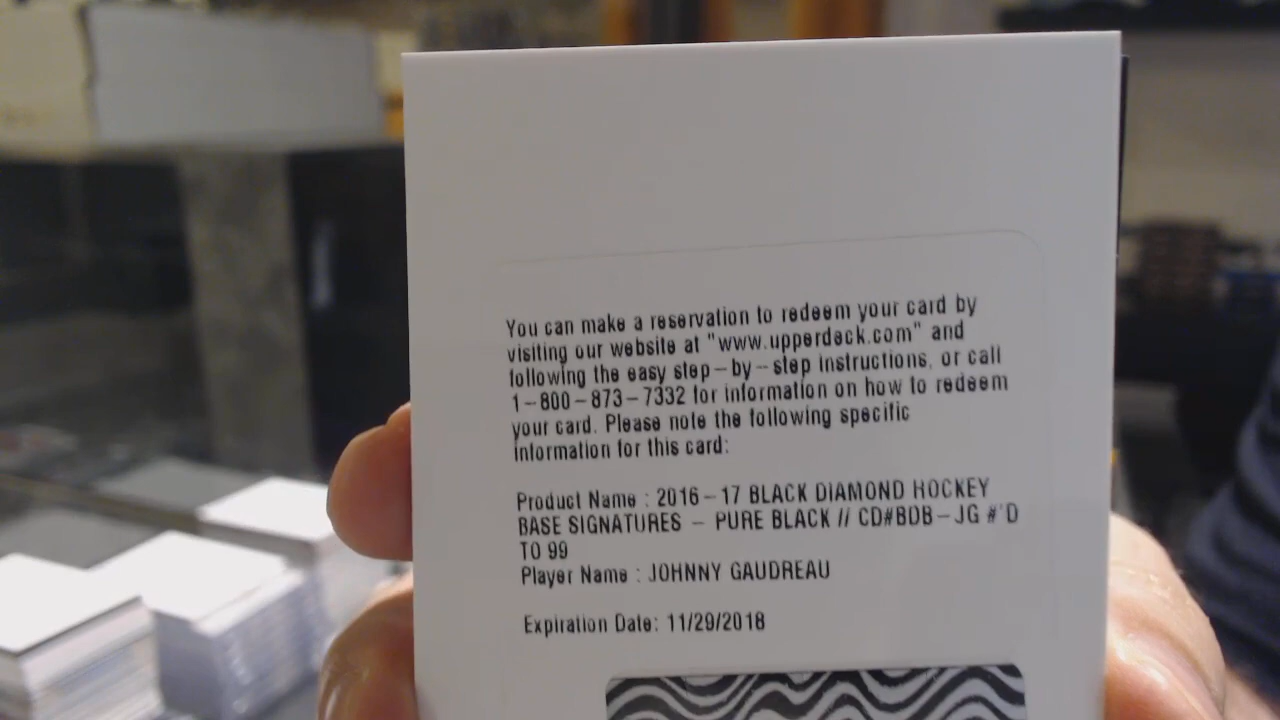 You can make a reservation to redeem your card by
visiting our website at "www.upperdeck.com" and
following the easy step-by-step instructions, or call
1-800-873-7332 for information on how to redeem
your card. Please note the following specific
information for this card:
Product Name : 2016-17 BLACK DIAMOND HOCKEY
BASE SIGNATURES - PURE BLACK // CD#BDB-JG #'D
TO 99
Player Name : JOHNNY GAUDREAU
Expiration Date: 11/29/2018